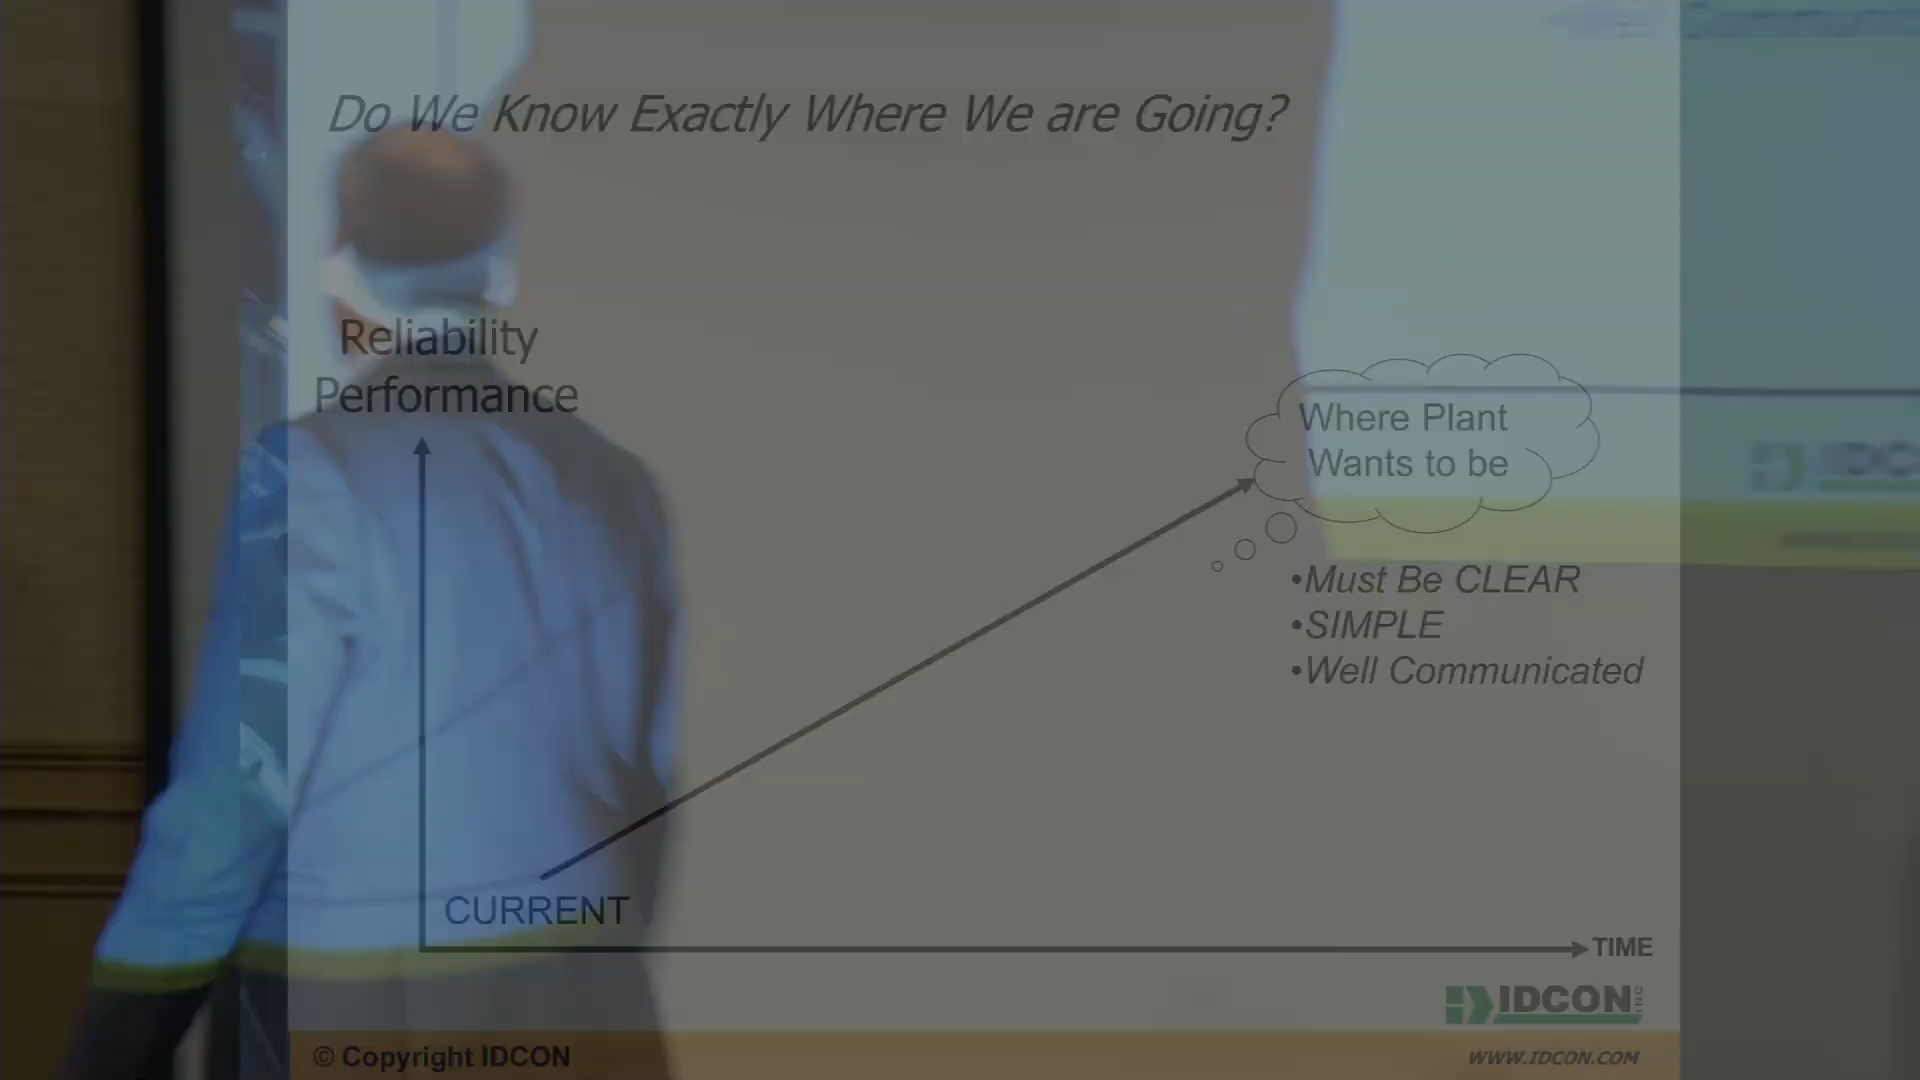 Do We Know Exactly Where We are Going?
Reliability
Performance
Where Plant
Wants to be
•Must Be CLEAR
•SIMPLE
•Well Communicated
CURRENT
TIME
IDCON INC
© Copyright IDCON
WWW.IDCON.COM